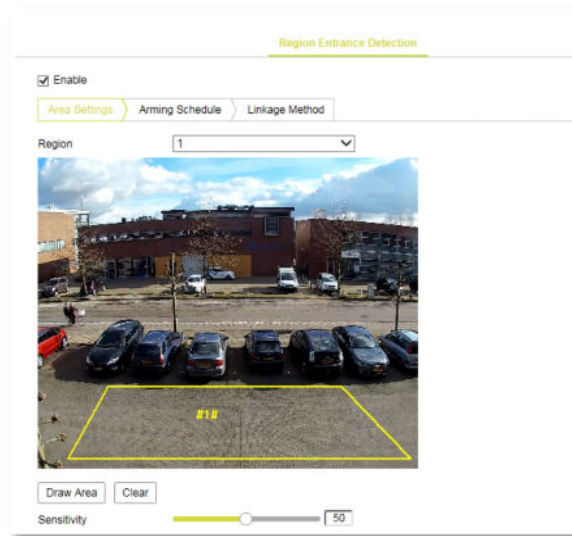 Region Entrance Detection
Enable
Area Settings Arming Schedule Linkage Method
Region 1
#1#
Draw Area Clear
Sensitivity 50